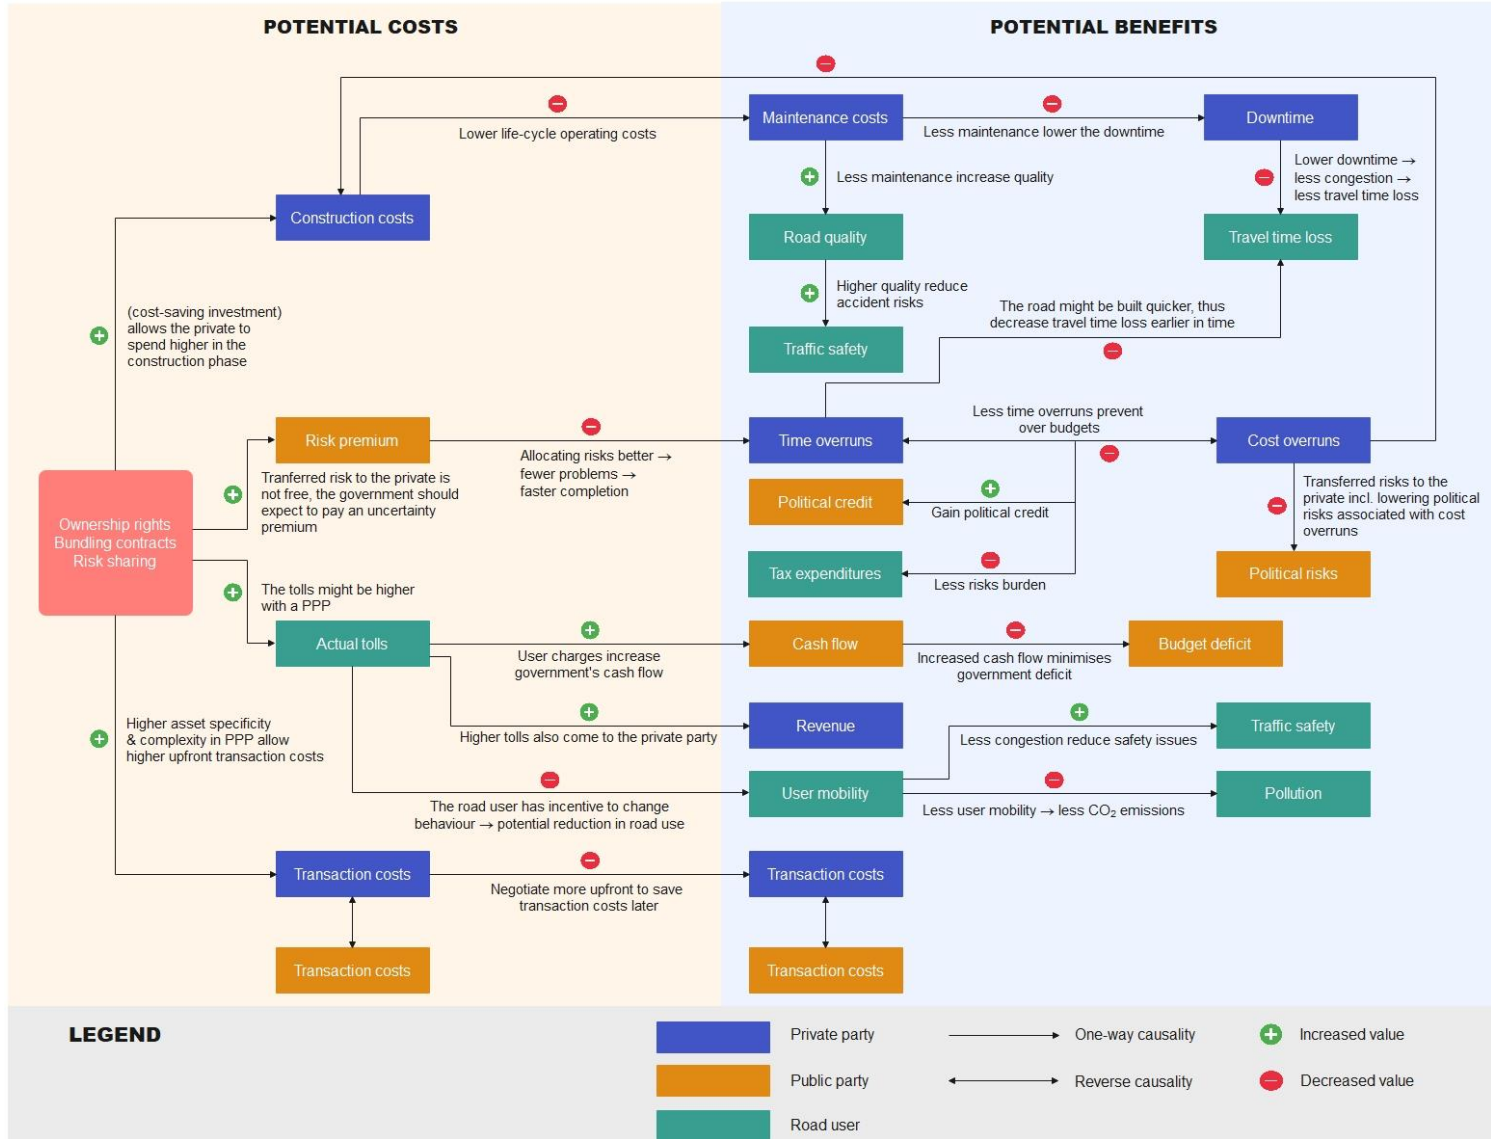 POTENTIAL COSTS
POTENTIAL BENEFITS
Lower life-cycle operating costs
Maintenance costs
Less maintenance lower the downtime
Downtime
Lower downtime →
less congestion →
less travel time loss
Less maintenance increase quality
Construction costs
Road quality
Travel time loss
Higher quality reduce
accident risks
The road might be built quicker, thus
decrease travel time loss earlier in time
(cost-saving investment)
allows the private to
spend higher in the
construction phase
Traffic safety
Risk premium
Allocating risks better →
fewer problems →
faster completion
Time overruns
Less time overruns prevent
over budgets
Cost overruns
Tranferred risk to the private is
not free, the government should
expect to pay an uncertainty
premium
Transferred risks to the
private incl. lowering political
risks associated with cost
overruns
Political credit
Gain political credit
Ownership rights
Bundling contracts
Risk sharing
Tax expenditures
Less risks burden
Political risks
The tolls might be higher
with a PPP
Actual tolls
User charges increase
government's cash flow
Cash flow
Increased cash flow minimises
government deficit
Budget deficit
Higher tolls also come to the private party
Revenue
Less congestion reduce safety issues
Traffic safety
Higher asset specificity
& complexity in PPP allow
higher upfront transaction costs
The road user has incentive to change
behaviour → potential reduction in road use
User mobility
Less user mobility → less CO₂ emissions
Pollution
Transaction costs
Negotiate more upfront to save
transaction costs later
Transaction costs
Transaction costs
Transaction costs
LEGEND
Private party
One-way causality
Increased value
Public party
Reverse causality
Decreased value
Road user